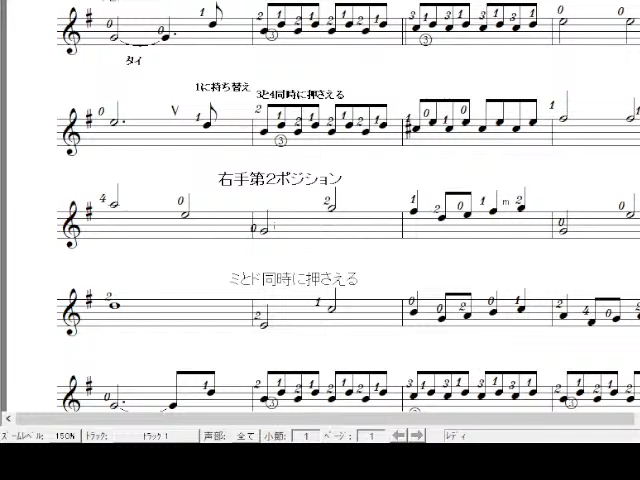 タイ
1に持ち替え
3と4同時に押さえる
右手第2ポジション
ミとド同時に押さえる
ズームレベル: 150% トラック: トラック1 声部: 全て 小節: 1 ページ: 1 レディ